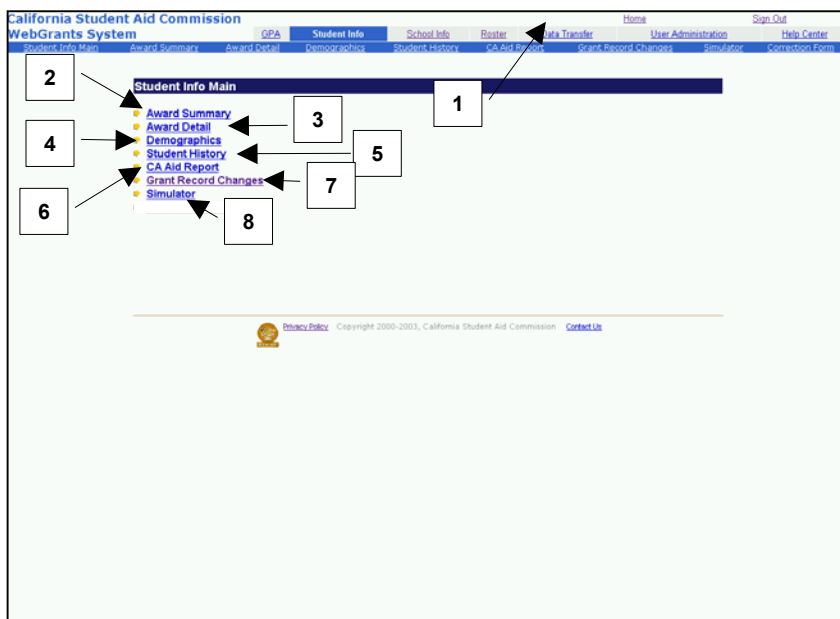 California Student Aid Commission
Home Sign Out
WebGrants System
GPA Student Info School Info Roster Data Transfer User Administration Help Center
Student Info Main Award Summary Award Detail Demographics Student History CA Aid Report Grant Record Changes Simulator Correction Form
2
Student Info Main
1
Award Summary
3
Award Detail
4
Demographics
Student History
5
CA Aid Report
Grant Record Changes
7
6
Simulator
8
Privacy Policy Copyright 2000-2003, California Student Aid Commission Contact Us